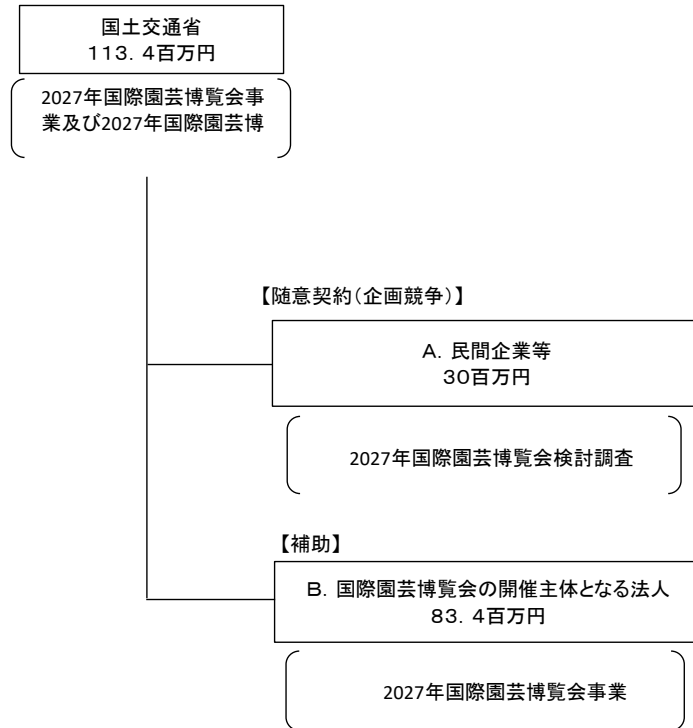 国土交通省
113．4百万円
2027年国際園芸博覧会事
業及び2027年国際園芸博
【随意契約（企画競争）】
A．民間企業等
30百万円
2027年国際園芸博覧会検討調査
【補助】
B．国際園芸博覧会の開催主体となる法人
83．4百万円
2027年国際園芸博覧会事業